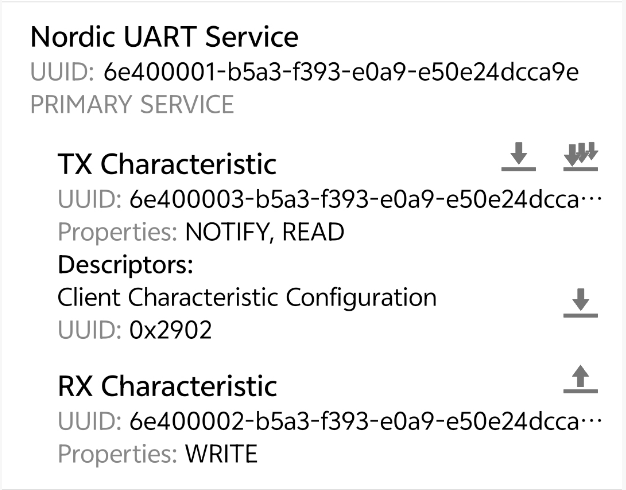 Nordic UART Service
UUID: 6e400001-b5a3-f393-e0a9-e50e24dcca9e
PRIMARY SERVICE
TX Characteristic
UUID: 6e400003-b5a3-f393-e0a9-e50e24dcca…
Properties: NOTIFY, READ
Descriptors:
Client Characteristic Configuration
UUID: 0x2902
RX Characteristic
UUID: 6e400002-b5a3-f393-e0a9-e50e24dcca…
Properties: WRITE